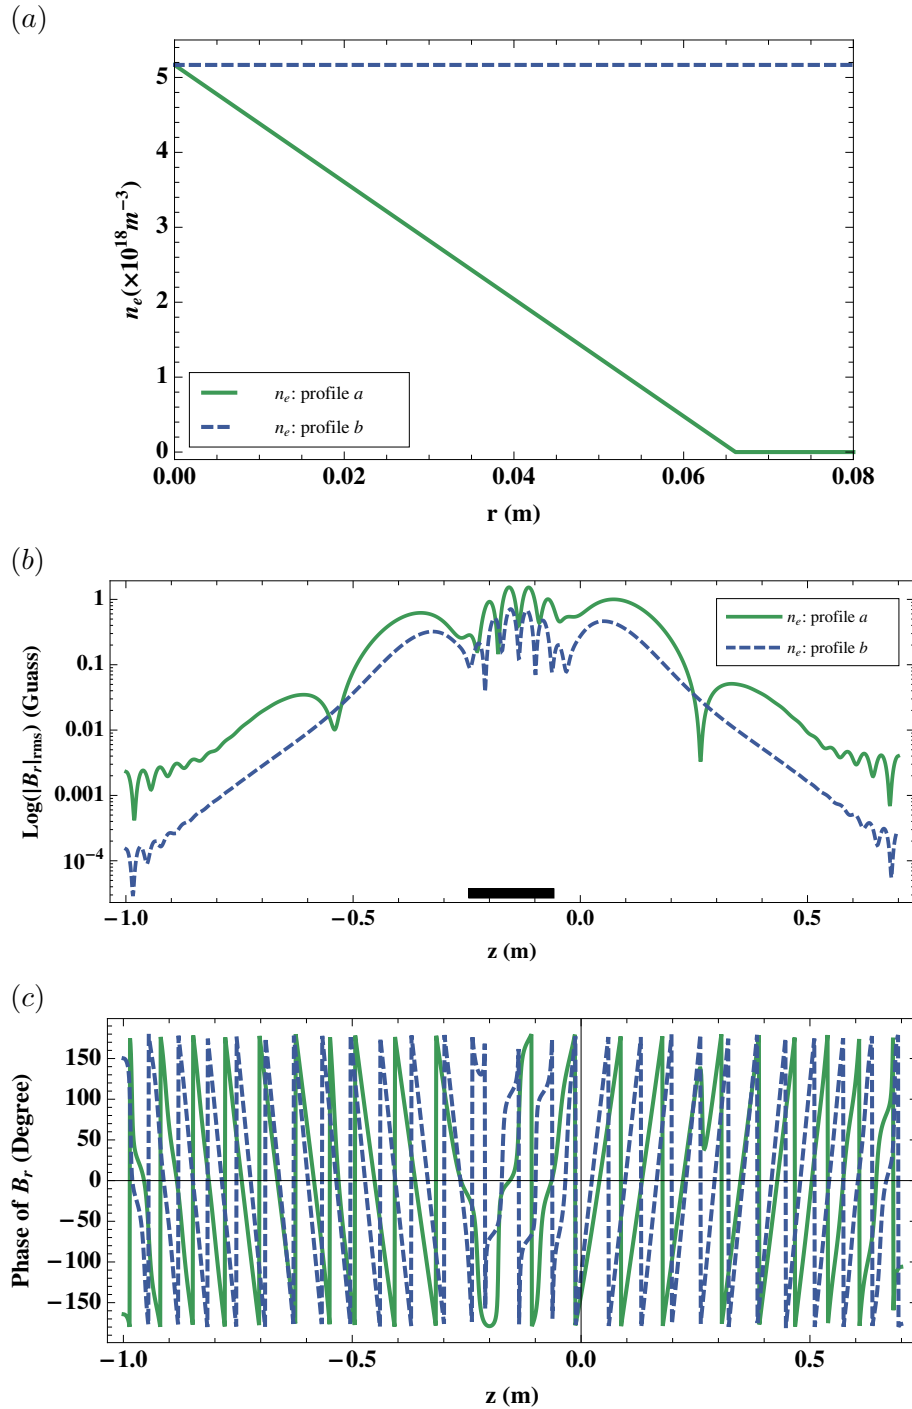 (a)
5
4
3
2
1
0
n_e(×10^18 m^−3)
n_e: profile a
n_e: profile b
0.00 0.02 0.04 0.06 0.08
r (m)
(b)
1
0.1
0.01
0.001
10^−4
Log(|B_r|_rms) (Guass)
n_e: profile a
n_e: profile b
−1.0 −0.5 0.0 0.5
z (m)
(c)
150
100
50
0
−50
−100
−150
Phase of B_r (Degree)
−1.0 −0.5 0.0 0.5
z (m)